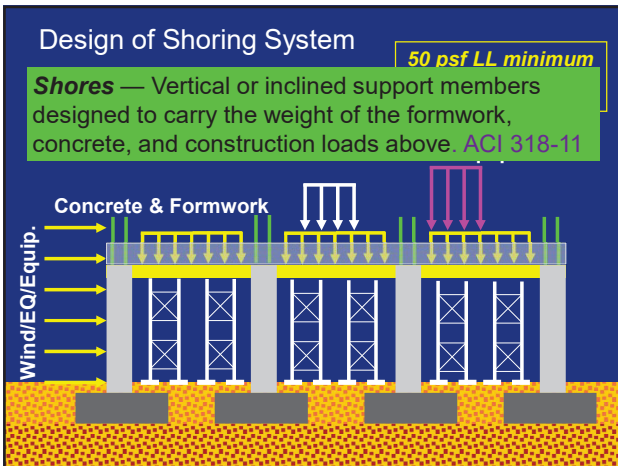 Design of Shoring System
50 psf LL minimum
Shores — Vertical or inclined support members
designed to carry the weight of the formwork,
concrete, and construction loads above. ACI 318-11
Concrete & Formwork
Wind/EQ/Equip.